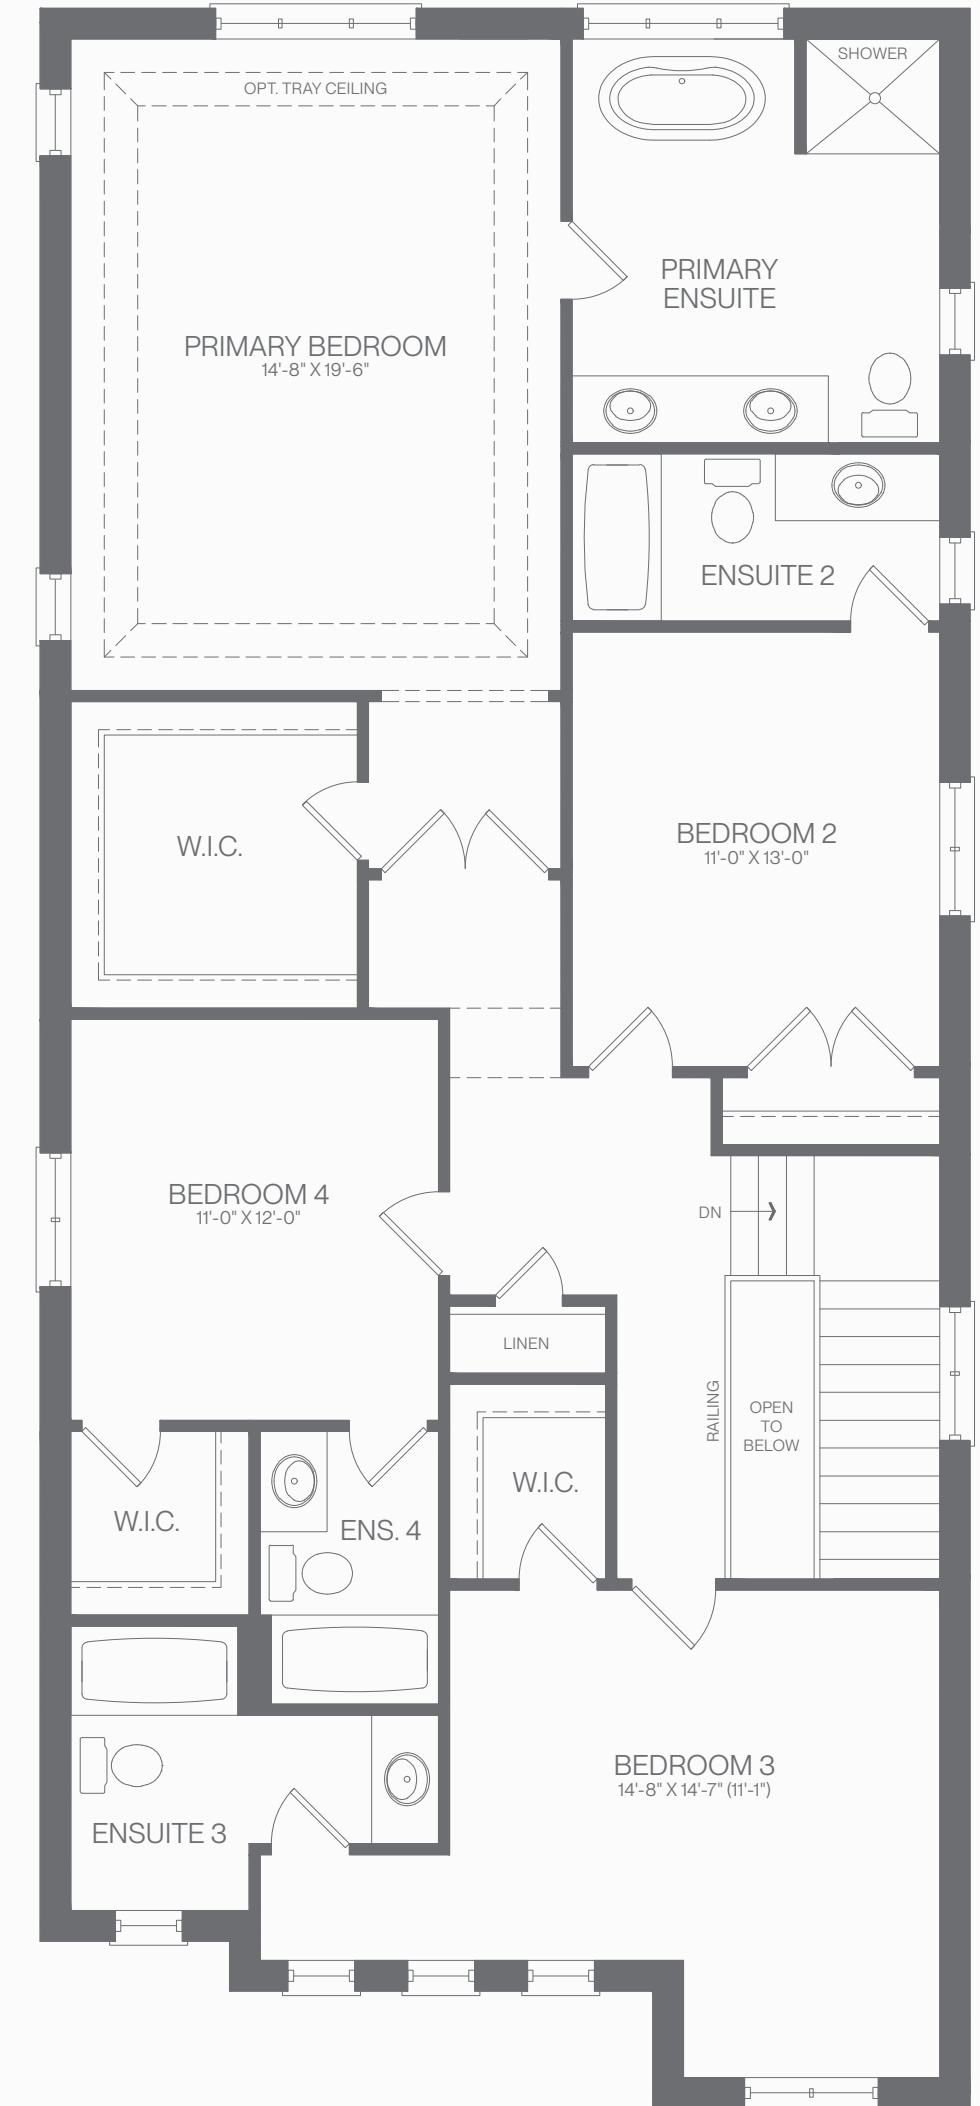 OPT. TRAY CEILING
SHOWER
PRIMARY
ENSUITE
PRIMARY BEDROOM
14'-8" X 19'-6"
ENSUITE 2
BEDROOM 2
11'-0" X 13'-0"
W.I.C.
BEDROOM 4
11'-0" X 12'-0"
DN
LINEN
RAILING
OPEN
TO
BELOW
W.I.C.
W.I.C.
ENS. 4
BEDROOM 3
14'-8" X 14'-7" (11'-1")
ENSUITE 3